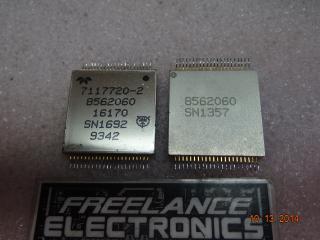 7117720-2
8562060
16170
SN1692
9342
8562060
SN1357
FREELANCE
ELECTRONICS
10.13.2014